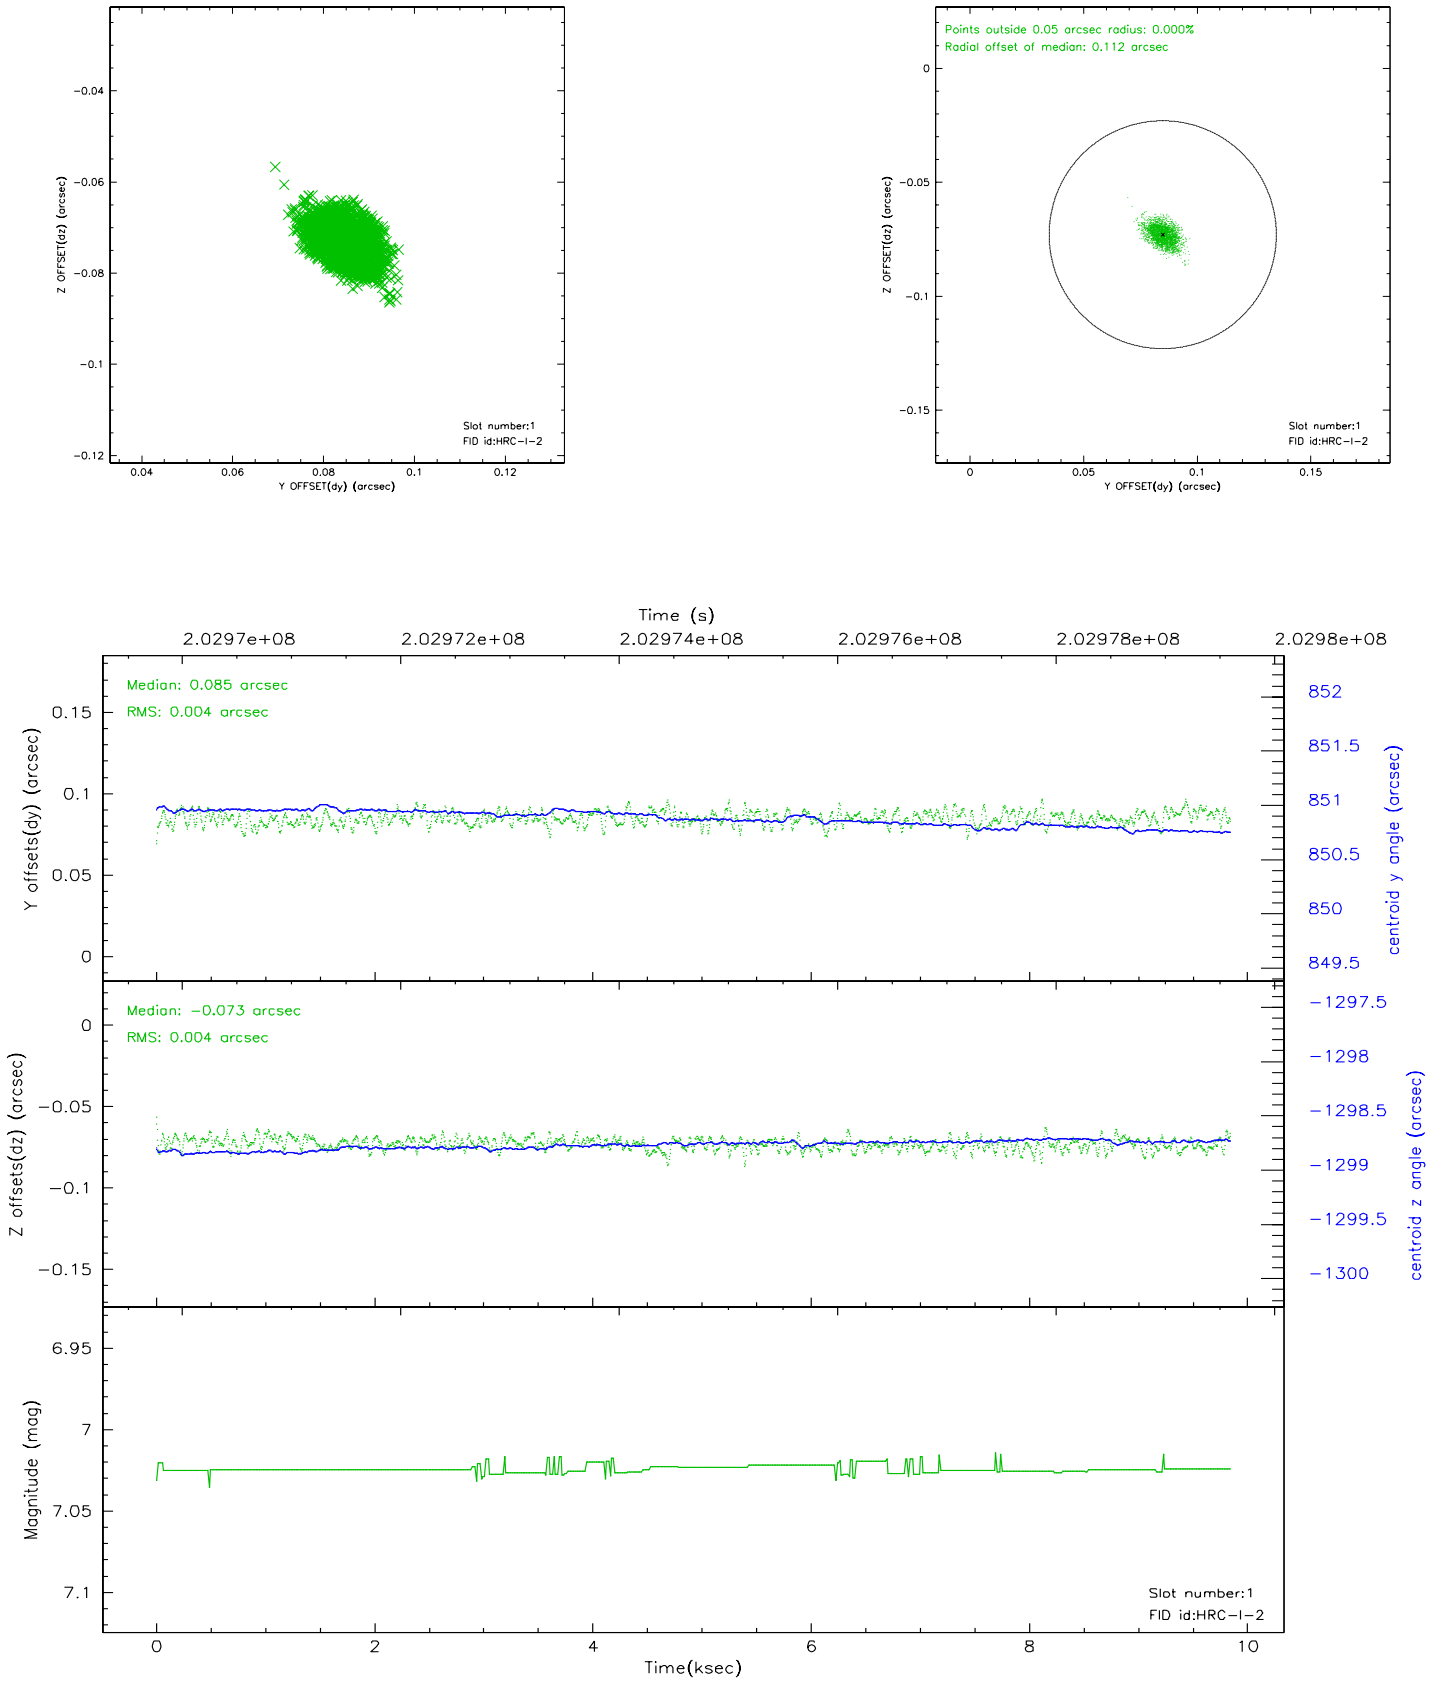 −0.04
−0.06
−0.08
−0.1
−0.12
Z OFFSET(dz) (arcsec)
Slot number:1
FID id:HRC−I−2
0.04 0.06 0.08 0.1 0.12
Y OFFSET(dy) (arcsec)
Points outside 0.05 arcsec radius: 0.000%
Radial offset of median: 0.112 arcsec
0
−0.05
−0.1
−0.15
Z OFFSET(dz) (arcsec)
Slot number:1
FID id:HRC−I−2
0 0.05 0.1 0.15
Y OFFSET(dy) (arcsec)
Time (s)
2.0297e+08 2.02972e+08 2.02974e+08 2.02976e+08 2.02978e+08 2.0298e+08
Median: 0.085 arcsec
RMS: 0.004 arcsec
0.15
0.1
0.05
0
Y offsets(dy) (arcsec)
852
851.5
851
850.5
850
849.5
centroid y angle (arcsec)
Median: −0.073 arcsec
RMS: 0.004 arcsec
0
−0.05
−0.1
−0.15
Z offsets(dz) (arcsec)
−1297.5
−1298
−1298.5
−1299
−1299.5
−1300
centroid z angle (arcsec)
6.95
7
7.05
7.1
Magnitude (mag)
Slot number:1
FID id:HRC−I−2
0 2 4 6 8 10
Time(ksec)